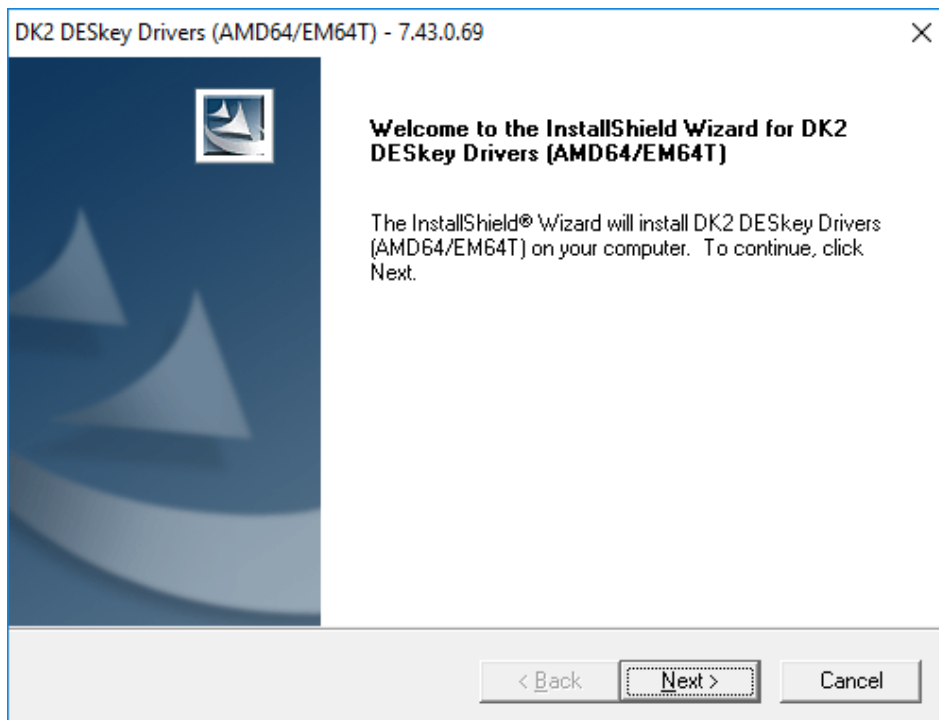 DK2 DESkey Drivers (AMD64/EM64T) - 7.43.0.69
Welcome to the InstallShield Wizard for DK2
DESkey Drivers (AMD64/EM64T)
The InstallShield® Wizard will install DK2 DESkey Drivers
(AMD64/EM64T) on your computer.  To continue, click
Next.
< Back
Next >
Cancel